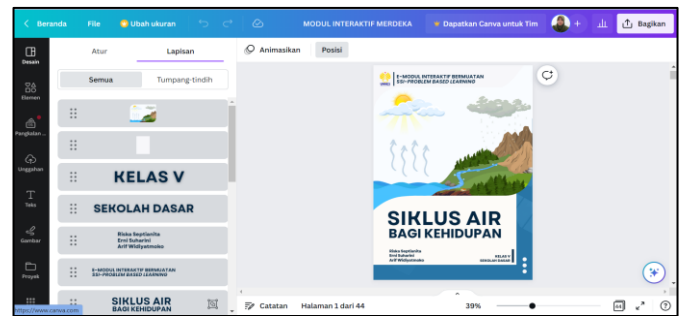 Beranda
File
Ubah ukuran
MODUL INTERAKTIF MERDEKA
Dapatkan Canva untuk Tim
Bagikan
Desain
Elemen
Unggahan
Teks
Gambar
Proyek
Atur
Lapisan
Semua
Tumpang-tindih
KELAS V
SEKOLAH DASAR
Riska Septianita
Erni Suharini
Arif Widiyatmoko
E-MODUL INTERAKTIF BERMUATAN
SSI-PROBLEM BASED LEARNING
SIKLUS AIR
BAGI KEHIDUPAN
Animasikan
Posisi
E-MODUL INTERAKTIF BERMUATAN
SSI-PROBLEM BASED LEARNING
SIKLUS AIR
BAGI KEHIDUPAN
Riska Septianita
Erni Suharini
Arif Widiyatmoko
KELAS V
SEKOLAH DASAR
Catatan
Halaman 1 dari 44
39%
44
https://www.canva.com